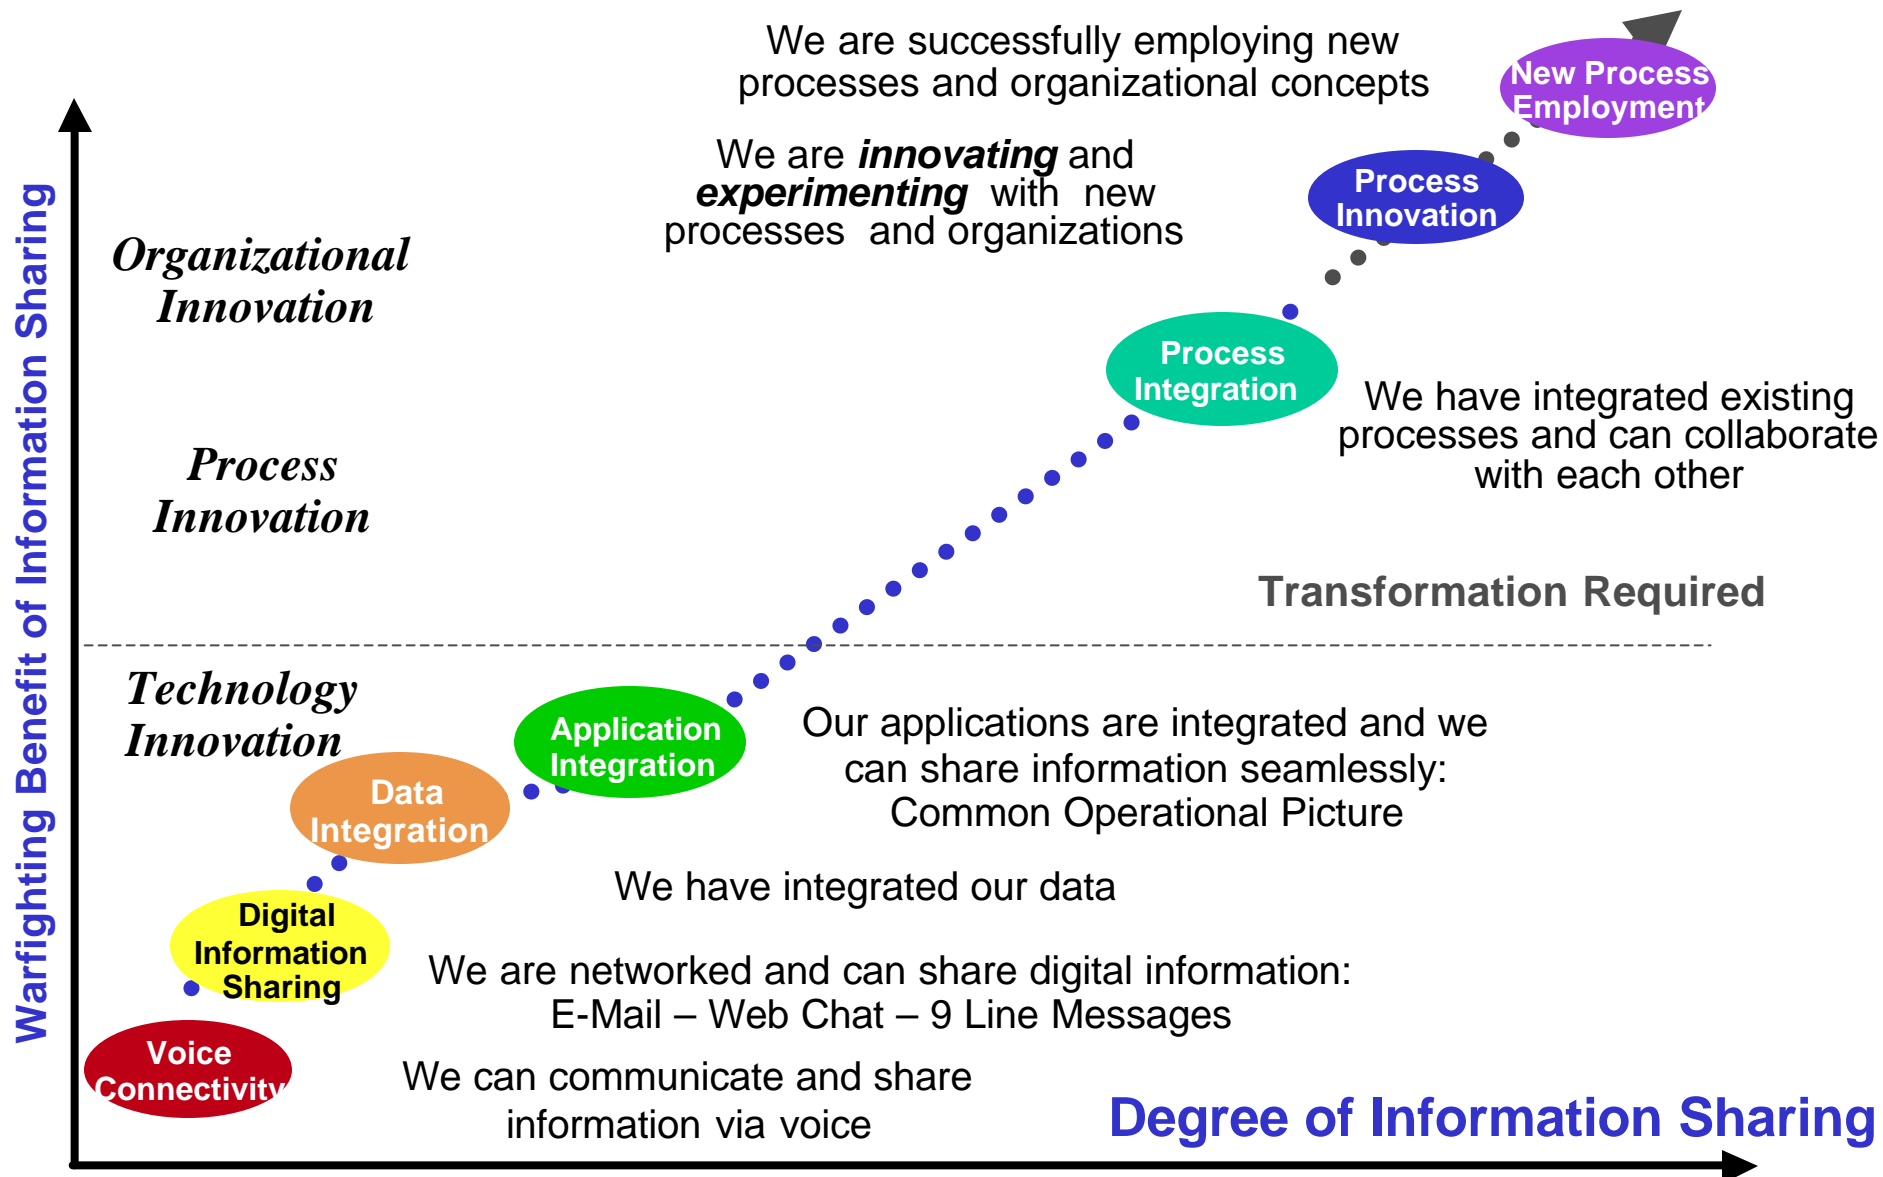 We are successfully employing new
processes and organizational concepts
New Process
Employment
We are innovating and
experimenting with new
processes and organizations
Process
Innovation
Organizational
Innovation
Process
Integration
We have integrated existing
processes and can collaborate
with each other
Process
Innovation
Transformation Required
Technology
Innovation
Application
Integration
Our applications are integrated and we
can share information seamlessly:
Common Operational Picture
Data
Integration
We have integrated our data
Digital
Information
Sharing
We are networked and can share digital information:
E-Mail – Web Chat – 9 Line Messages
Voice
Connectivity
We can communicate and share
information via voice
Warfighting Benefit of Information Sharing
Degree of Information Sharing